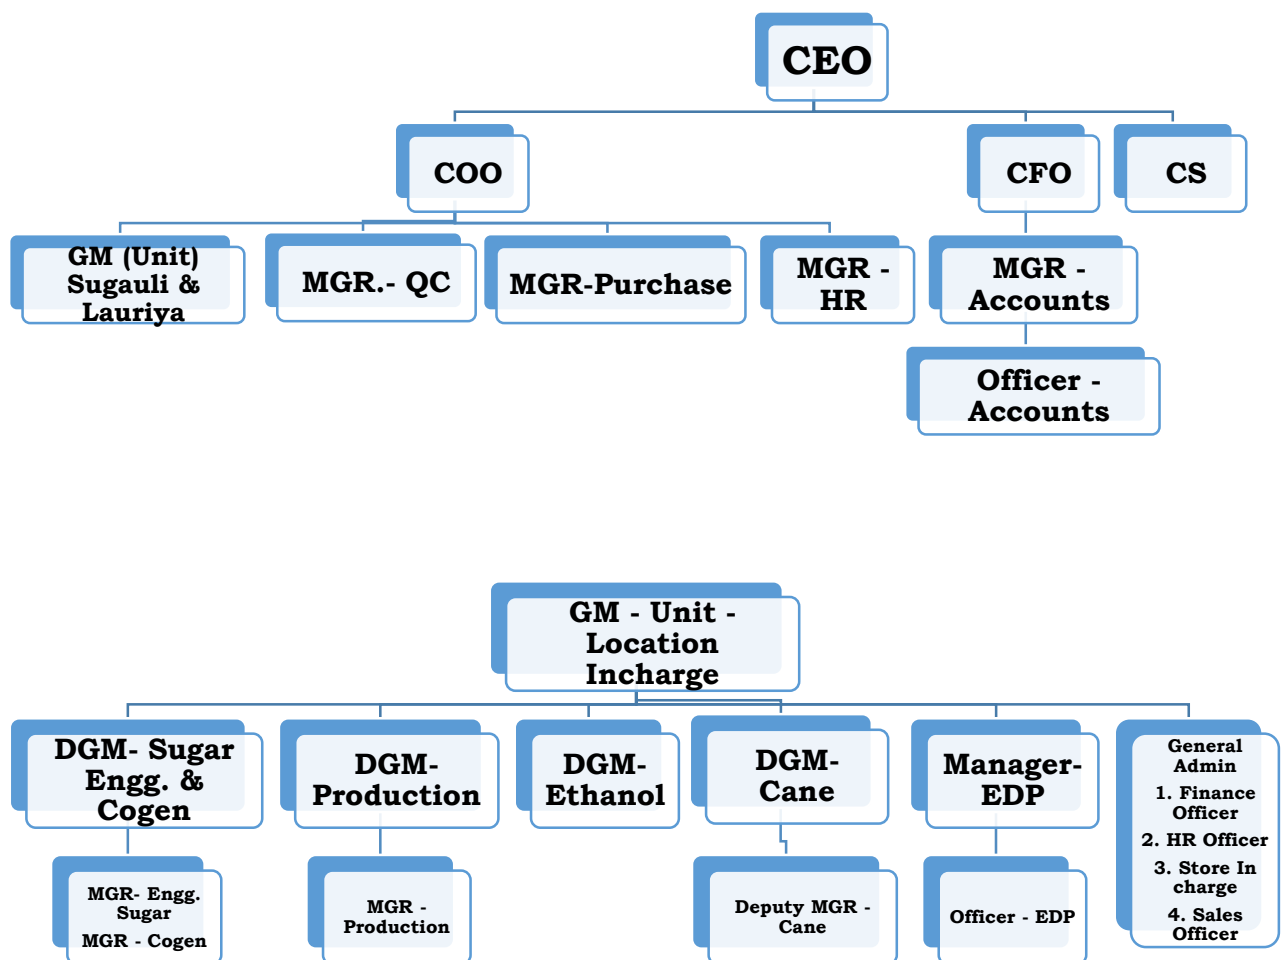 CEO
COO
CFO
CS
GM (Unit)
Sugauli &
Lauriya
MGR.- QC
MGR-Purchase
MGR -
HR
MGR -
Accounts
Officer -
Accounts
GM - Unit -
Location
Incharge
DGM- Sugar
Engg. &
Cogen
DGM-
Production
DGM-
Ethanol
DGM-
Cane
Manager-
EDP
General
Admin
1. Finance
Officer
2. HR Officer
3. Store In
charge
4. Sales
Officer
MGR- Engg.
Sugar
MGR - Cogen
MGR -
Production
Deputy MGR -
Cane
Officer - EDP